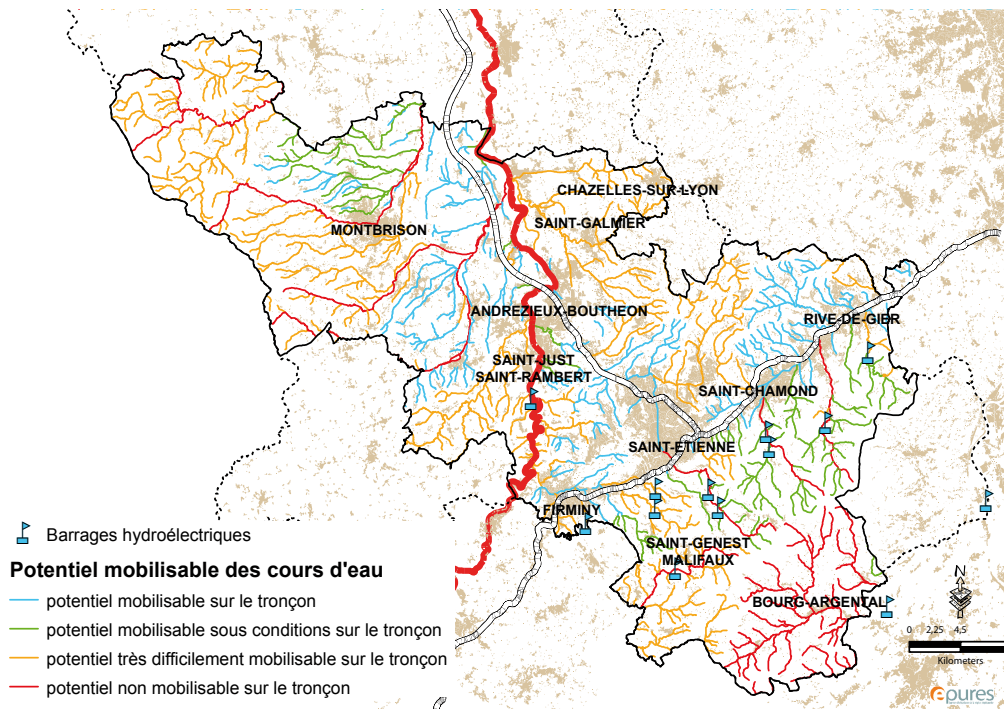 CHAZELLES-SUR-LYON
SAINT-GALMIER
MONTBRISON
ANDREZIEUX-BOUTHEON
RIVE-DE-GIER
SAINT-JUST
SAINT-RAMBERT
SAINT-CHAMOND
SAINT-ETIENNE
FIRMINY
SAINT-GENEST
MALIFAUX
BOURG-ARGENTAL
Barrages hydroélectriques
Potentiel mobilisable des cours d'eau
potentiel mobilisable sur le tronçon
potentiel mobilisable sous conditions sur le tronçon
potentiel très difficilement mobilisable sur le tronçon
potentiel non mobilisable sur le tronçon
N
0 2,25 4,5
Kilometers
epures